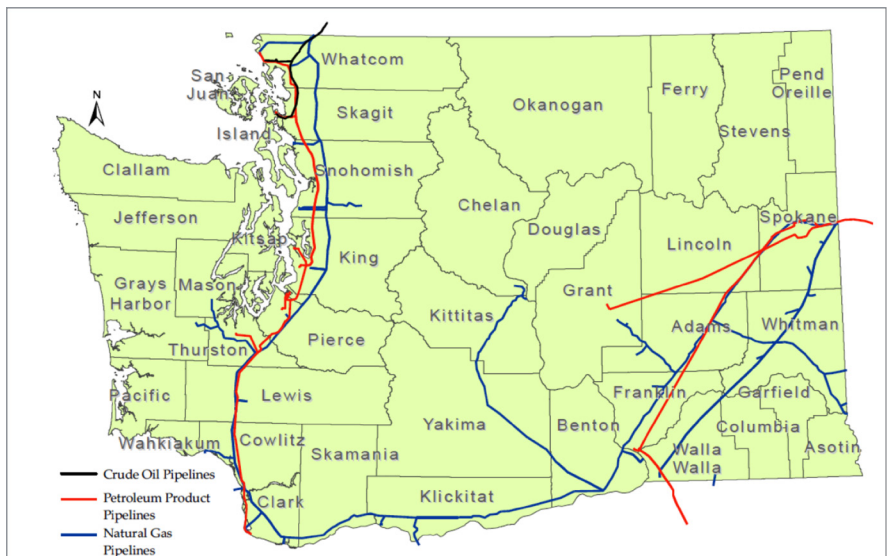 Whatcom
San
Juan
Skagit
Island
Okanogan
Ferry
Pend
Oreille
Stevens
Clallam
Snohomish
Jefferson
Chelan
Kitsap
Douglas
Spokane
King
Lincoln
Grays
Harbor
Mason
Grant
Kittitas
Adams
Whitman
Pierce
Thurston
Pacific
Lewis
Franklin
Garfield
Yakima
Benton
Columbia
Wahkiakum
Cowlitz
Skamania
Walla
Walla
Asotin
Klickitat
Clark
N
Crude Oil Pipelines
Petroleum Product
Pipelines
Natural Gas
Pipelines